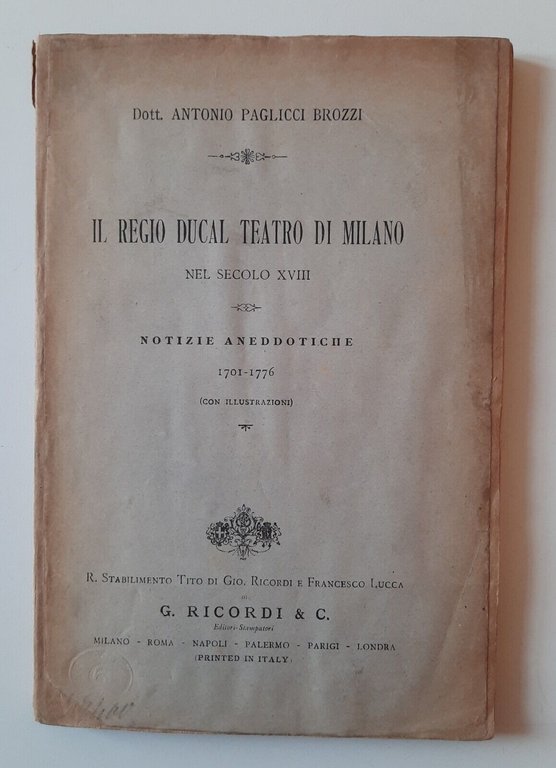 Dott. ANTONIO PAGLICCI BROZZI
IL REGIO DUCAL TEATRO DI MILANO
NEL SECOLO XVIII
NOTIZIE ANEDDOTICHE
1701-1776
(CON ILLUSTRAZIONI)
R. STABILIMENTO TITO DI GIO. RICORDI E FRANCESCO LUCCA
DI
G. RICORDI & C.
Editori-Stampatori
MILANO - ROMA - NAPOLI - PALERMO - PARIGI - LONDRA
(PRINTED IN ITALY)